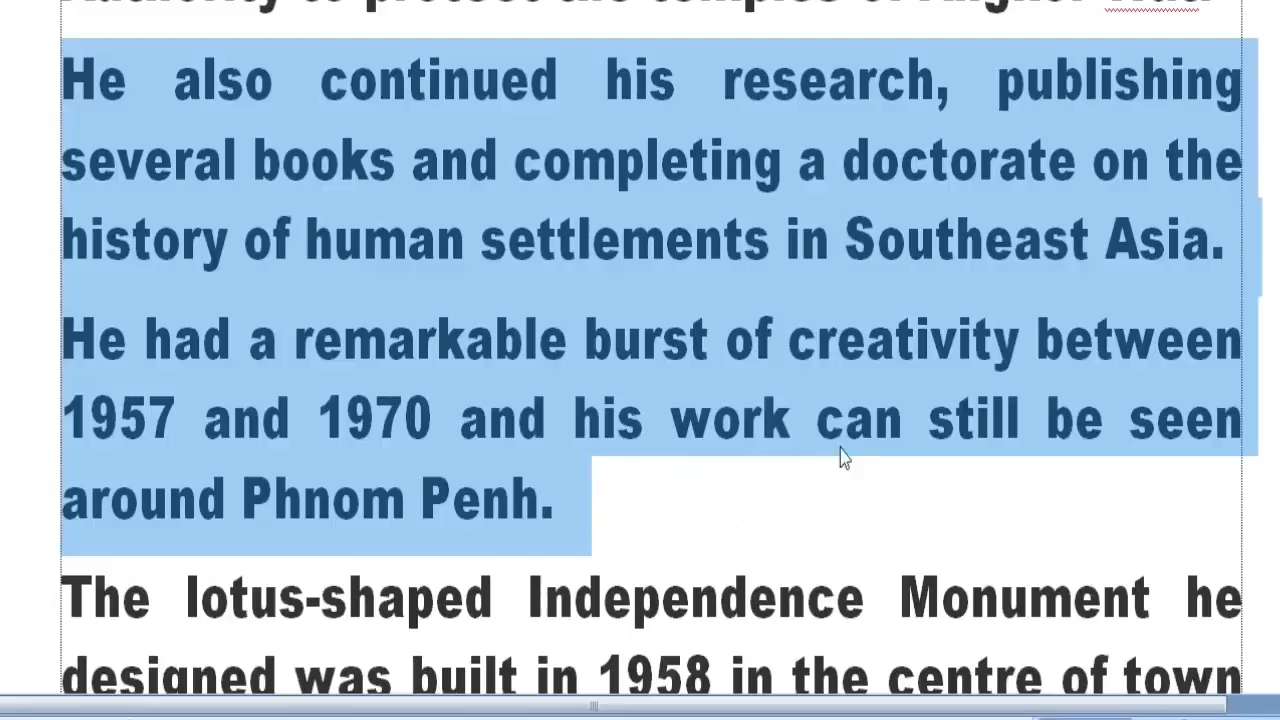 He also continued his research, publishing
several books and completing a doctorate on the
history of human settlements in Southeast Asia.
He had a remarkable burst of creativity between
1957 and 1970 and his work can still be seen
around Phnom Penh.
The lotus-shaped Independence Monument he
designed was built in 1958 in the centre of town